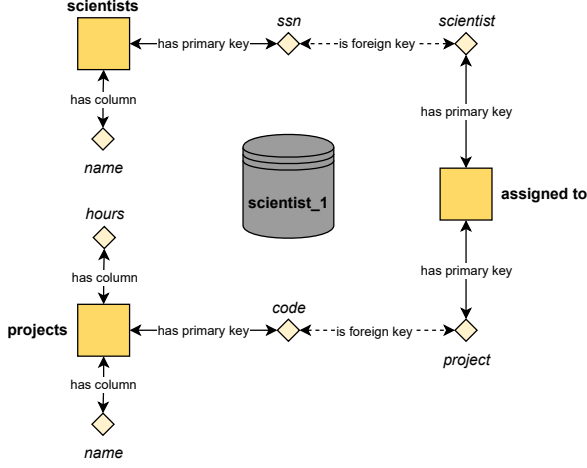 scientists
ssn
scientist
has primary key
is foreign key
has column
has primary key
name
scientist_1
assigned to
hours
has column
has primary key
projects
has primary key
code
is foreign key
project
has column
name